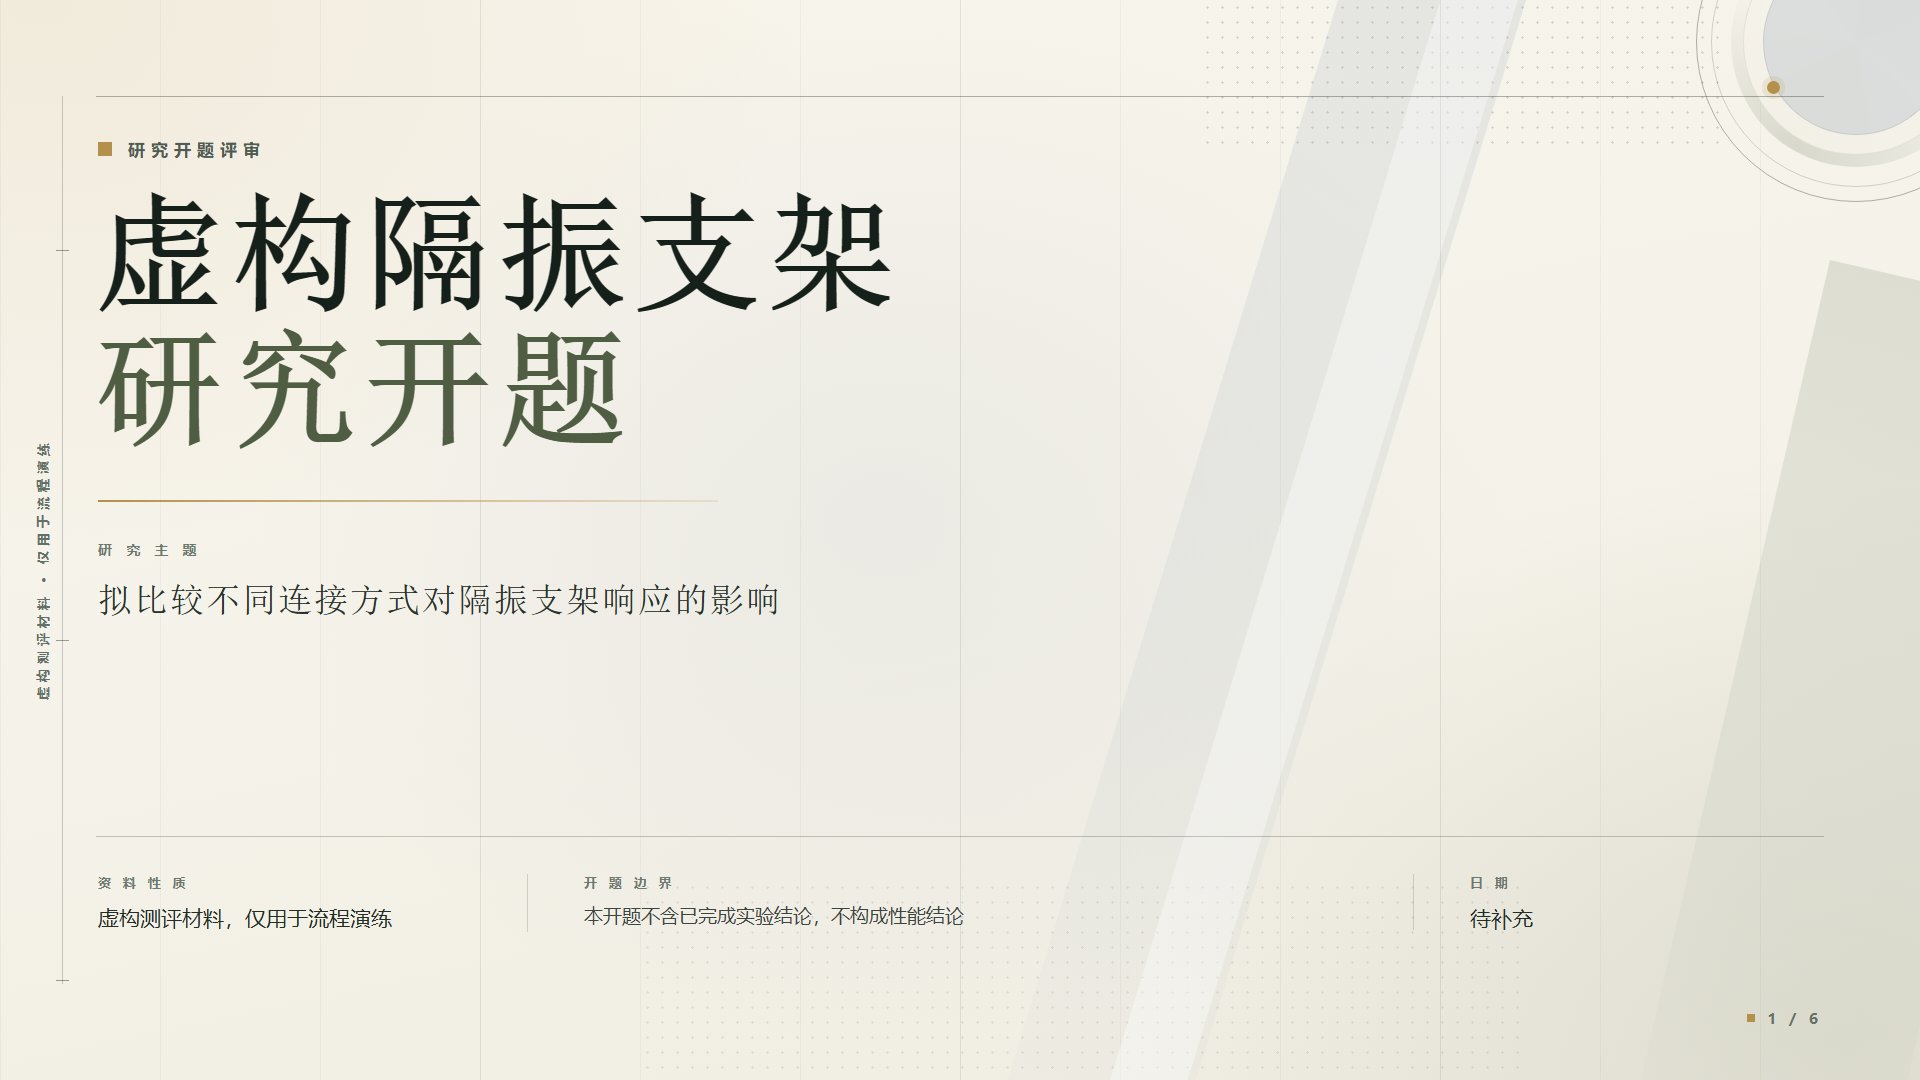 研究开题评审
虚构隔振支架
研究开题
研究主题
拟比较不同连接方式对隔振支架响应的影响
虚构测评材料 · 仅用于流程演练
资料性质
虚构测评材料，仅用于流程演练
开题边界
本开题不含已完成实验结论，不构成性能结论
日期
待补充
1 / 6